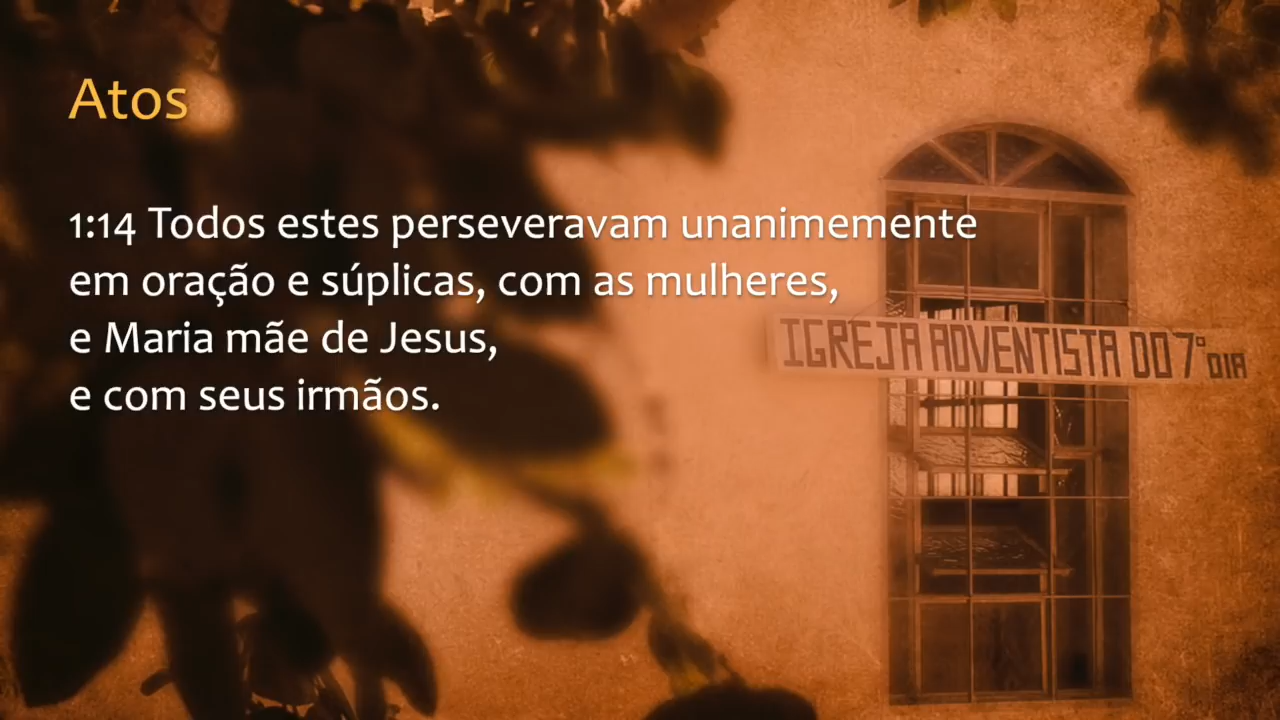 Atos
1:14 Todos estes perseveravam unanimemente
em oração e súplicas, com as mulheres,
e Maria mãe de Jesus,
e com seus irmãos.
IGREJA ADVENTISTA DO 7° DIA